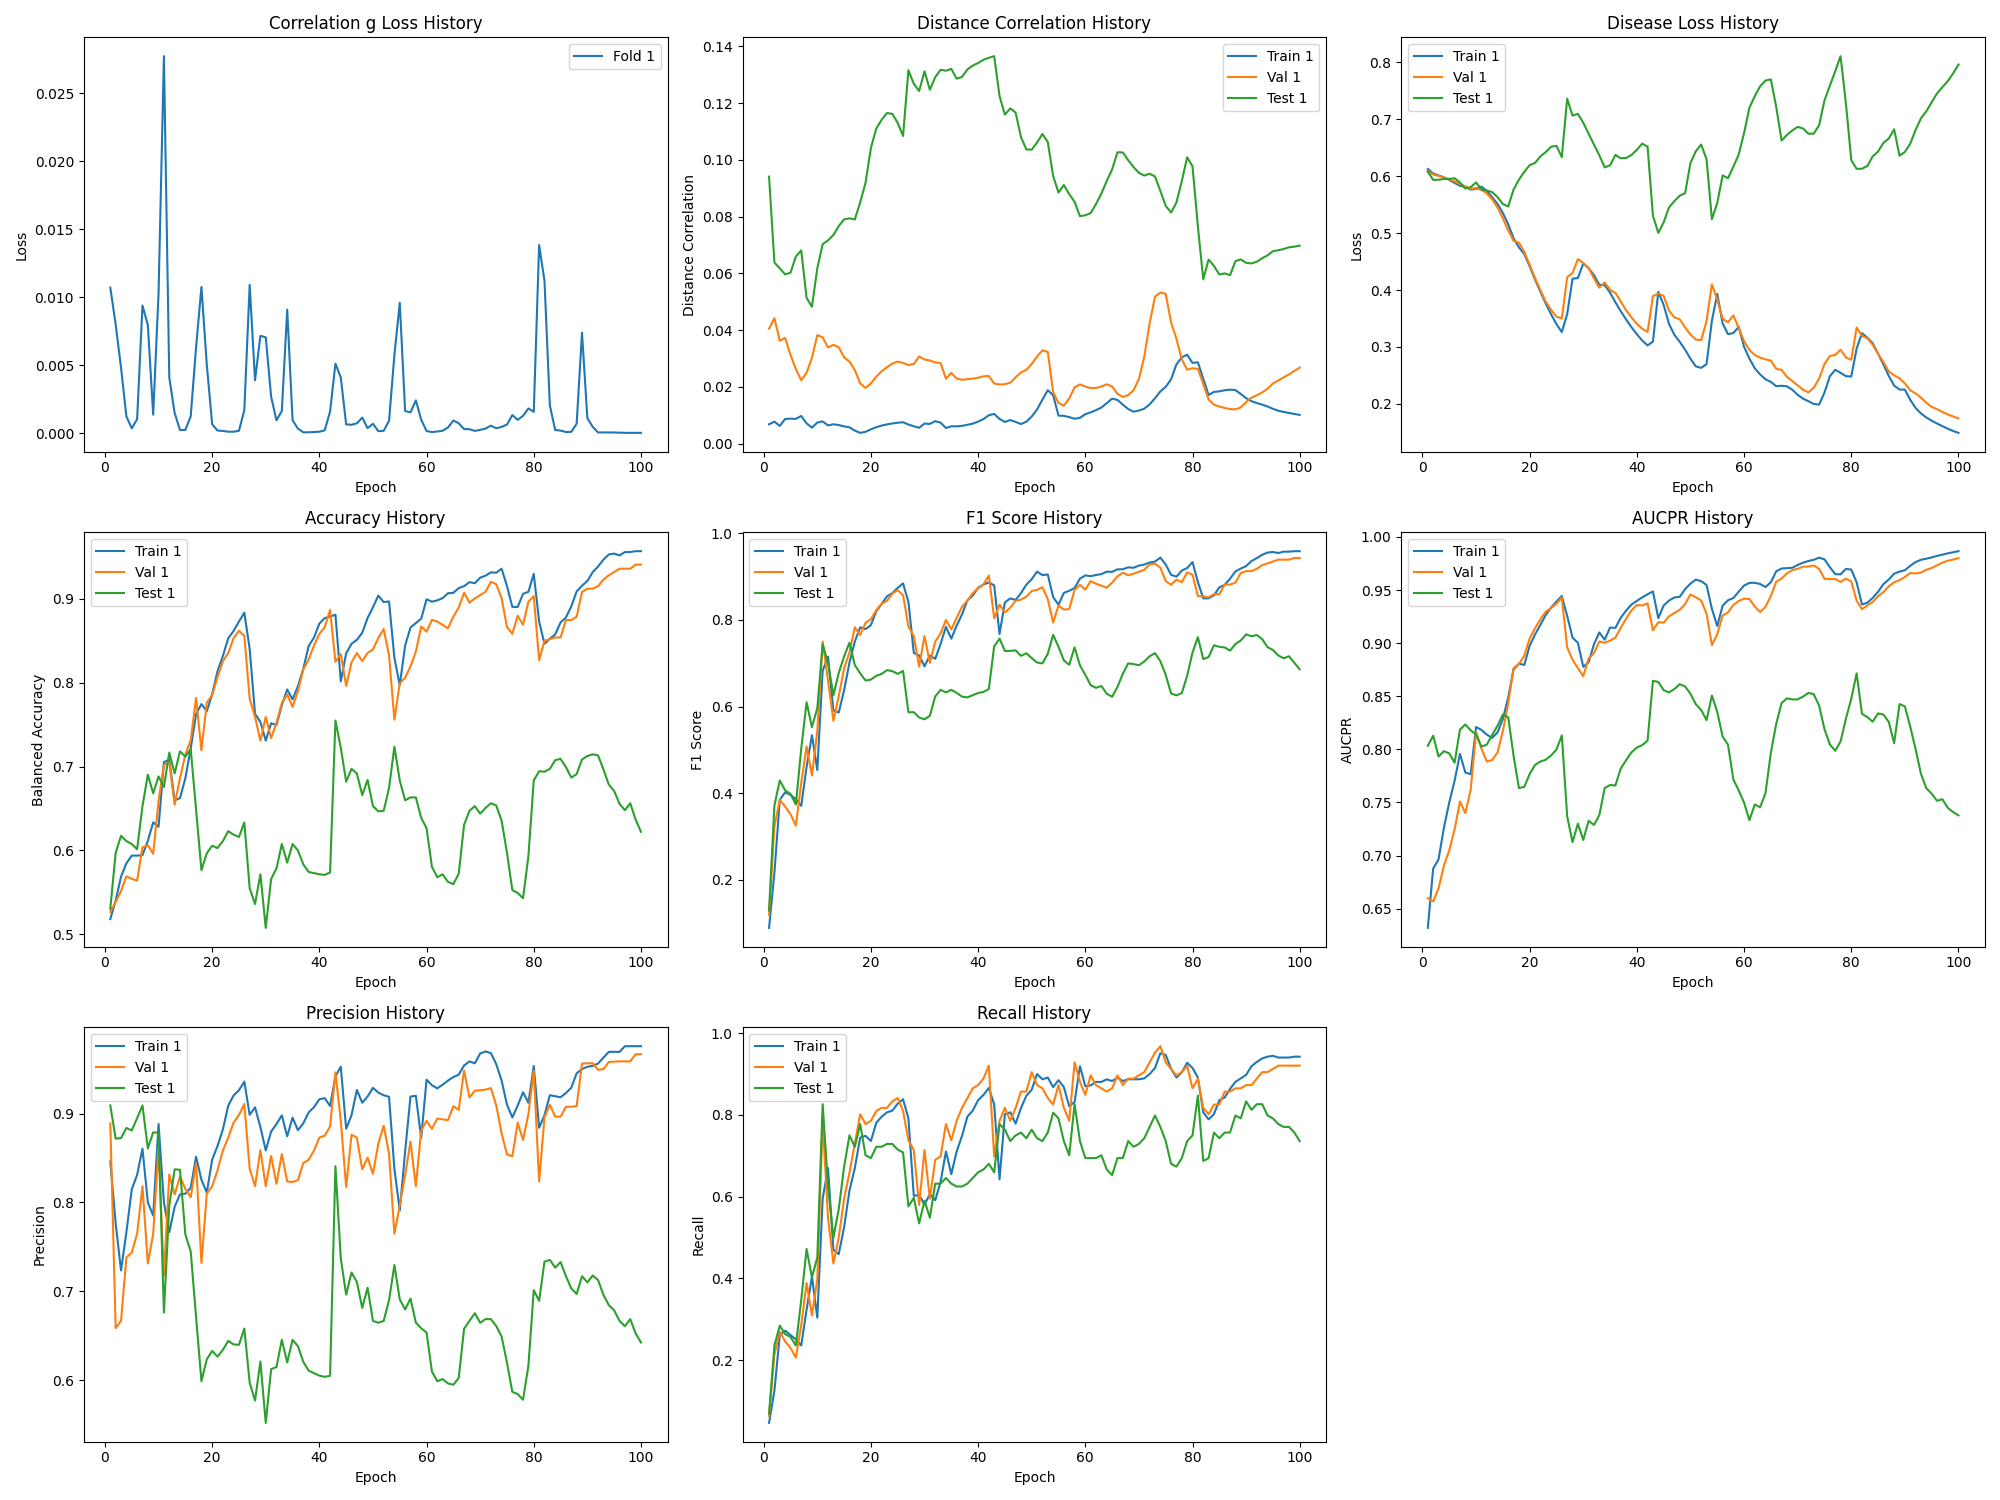 Correlation g Loss History
Fold 1
Loss
0.025
0.020
0.015
0.010
0.005
0.000
0 20 40 60 80 100
Epoch
Distance Correlation History
Train 1
Val 1
Test 1
Distance Correlation
0.14
0.12
0.10
0.08
0.06
0.04
0.02
0.00
0 20 40 60 80 100
Epoch
Disease Loss History
Train 1
Val 1
Test 1
Loss
0.8
0.7
0.6
0.5
0.4
0.3
0.2
0 20 40 60 80 100
Epoch
Accuracy History
Train 1
Val 1
Test 1
Balanced Accuracy
0.9
0.8
0.7
0.6
0.5
0 20 40 60 80 100
Epoch
F1 Score History
Train 1
Val 1
Test 1
F1 Score
1.0
0.8
0.6
0.4
0.2
0 20 40 60 80 100
Epoch
AUCPR History
Train 1
Val 1
Test 1
AUCPR
1.00
0.95
0.90
0.85
0.80
0.75
0.70
0.65
0 20 40 60 80 100
Epoch
Precision History
Train 1
Val 1
Test 1
Precision
0.9
0.8
0.7
0.6
0 20 40 60 80 100
Epoch
Recall History
Train 1
Val 1
Test 1
Recall
1.0
0.8
0.6
0.4
0.2
0 20 40 60 80 100
Epoch